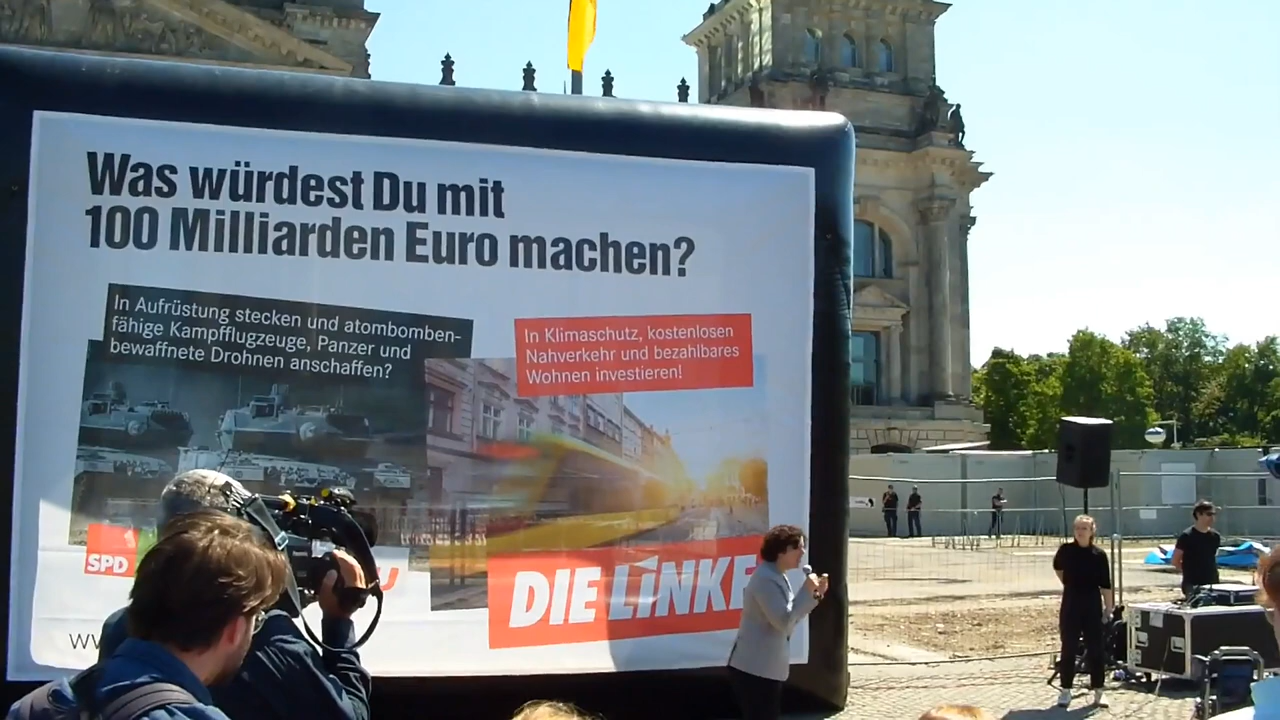 Was würdest Du mit
100 Milliarden Euro machen?
In Aufrüstung stecken und atombomben-
fähige Kampfflugzeuge, Panzer und
bewaffnete Drohnen anschaffen?
In Klimaschutz, kostenlosen
Nahverkehr und bezahlbares
Wohnen investieren!
SPD
DIE LINKE